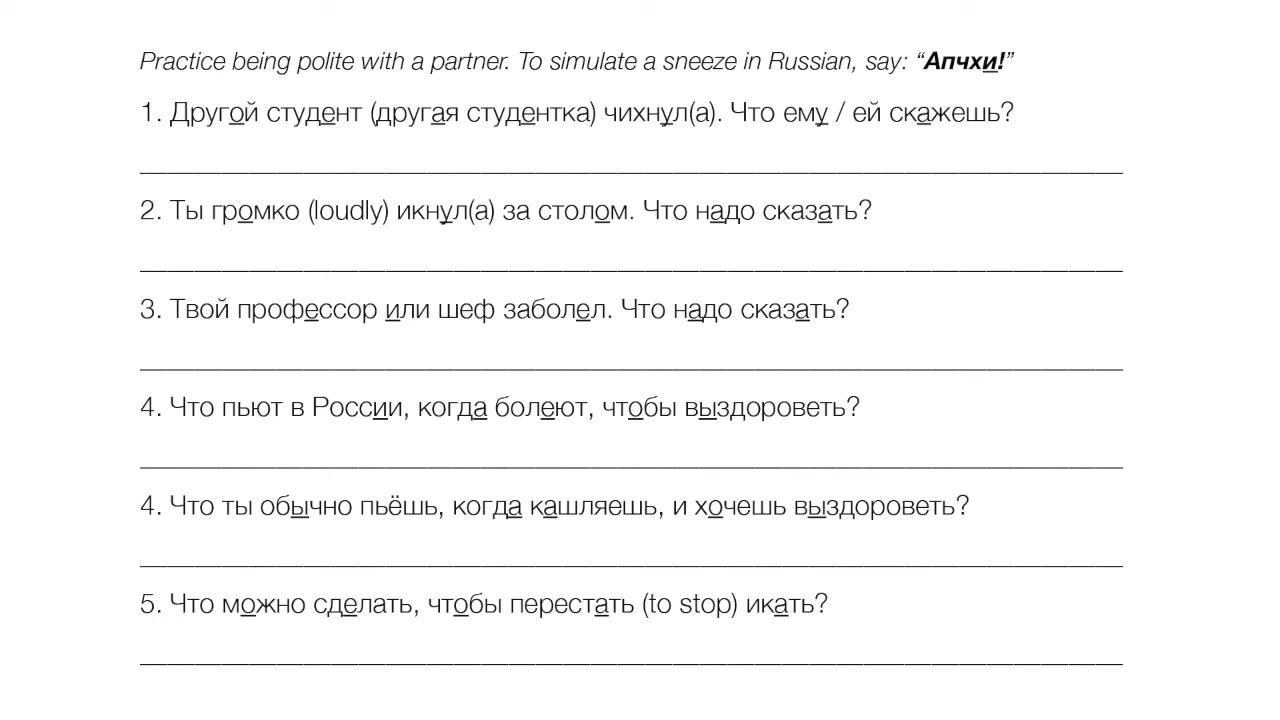 Practice being polite with a partner. To simulate a sneeze in Russian, say: “Апчхи!”
1. Другой студент (другая студентка) чихнул(а). Что ему / ей скажешь?
2. Ты громко (loudly) икнул(а) за столом. Что надо сказать?
3. Твой профессор или шеф заболел. Что надо сказать?
4. Что пьют в России, когда болеют, чтобы выздороветь?
4. Что ты обычно пьёшь, когда кашляешь, и хочешь выздороветь?
5. Что можно сделать, чтобы перестать (to stop) икать?